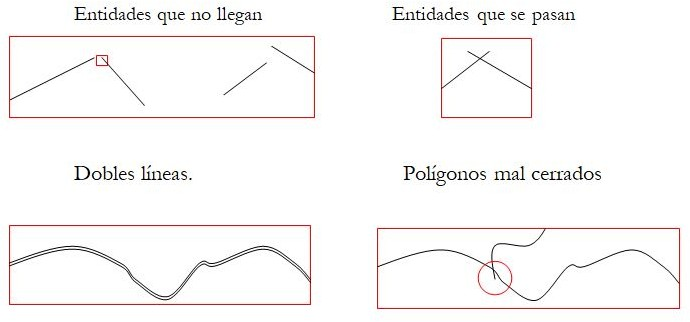 Entidades que no llegan
Entidades que se pasan
Dobles líneas.
Polígonos mal cerrados